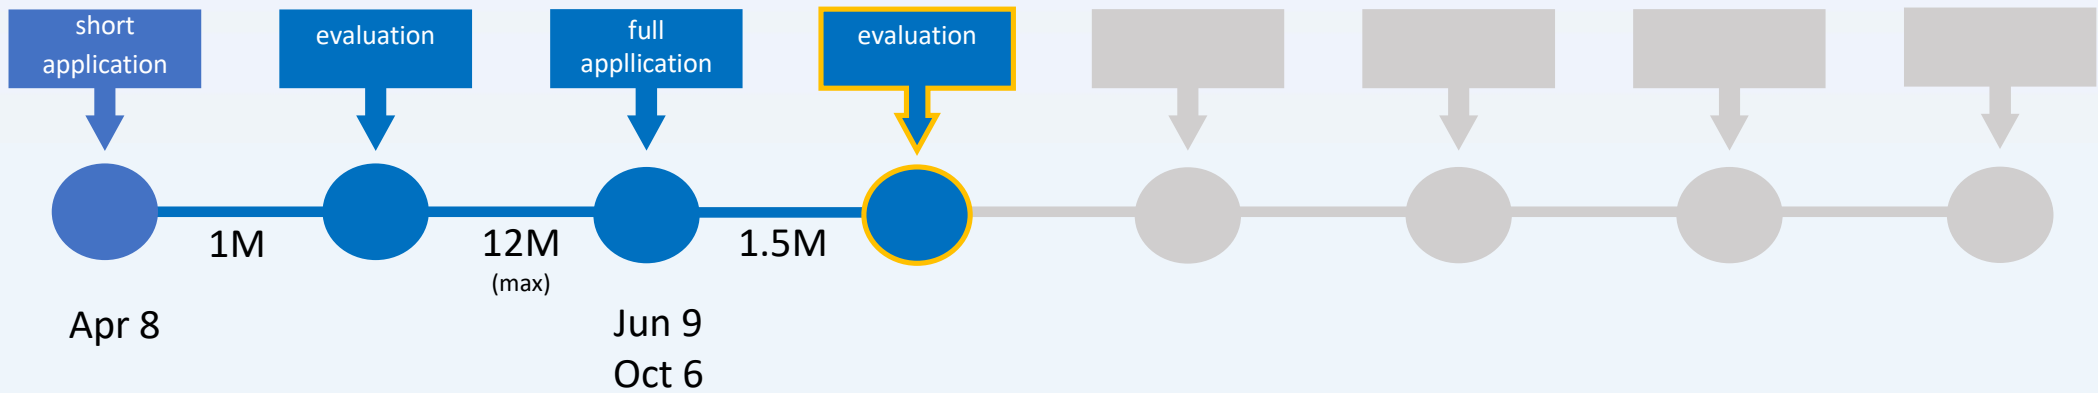 short
application
evaluation
full
appllication
evaluation
1M
12M
(max)
1.5M
Apr 8
Jun 9
Oct 6